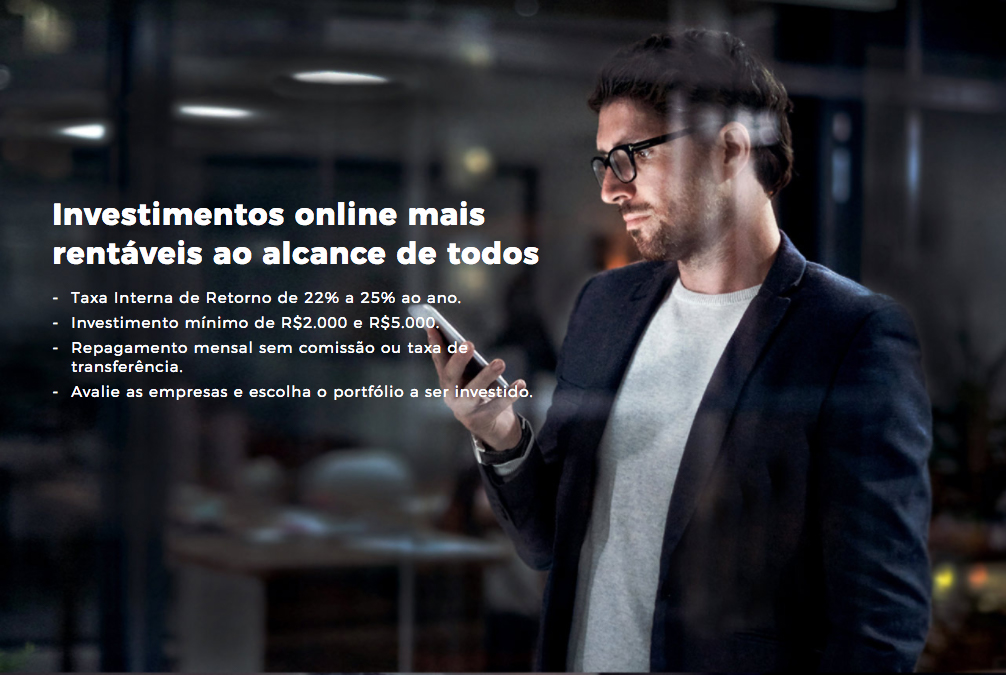 Investimentos online mais
rentáveis ao alcance de todos
- Taxa Interna de Retorno de 22% a 25% ao ano.
- Investimento mínimo de R$2.000 e R$5.000.
- Repagamento mensal sem comissão ou taxa de
transferência.
- Avalie as empresas e escolha o portfólio a ser investido.